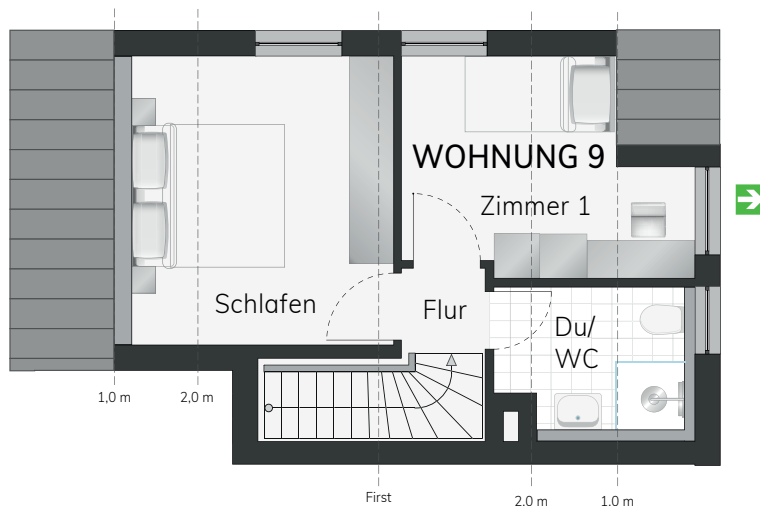 WOHNUNG 9
Zimmer 1
Schlafen
Flur
Du/
WC
1,0 m
2,0 m
First
2.0 m
1.0 m